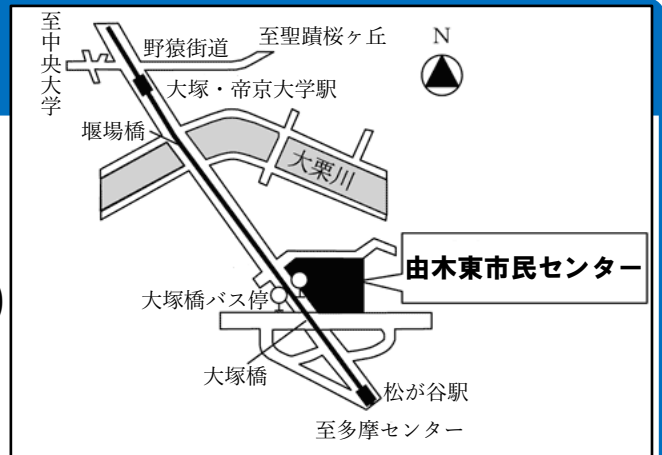 至中央大学
野猿街道
至聖蹟桜ヶ丘
N
大塚・帝京大学駅
堰場橋
大栗川
由木東市民センター
大塚橋バス停
大塚橋
松が谷駅
至多摩センター